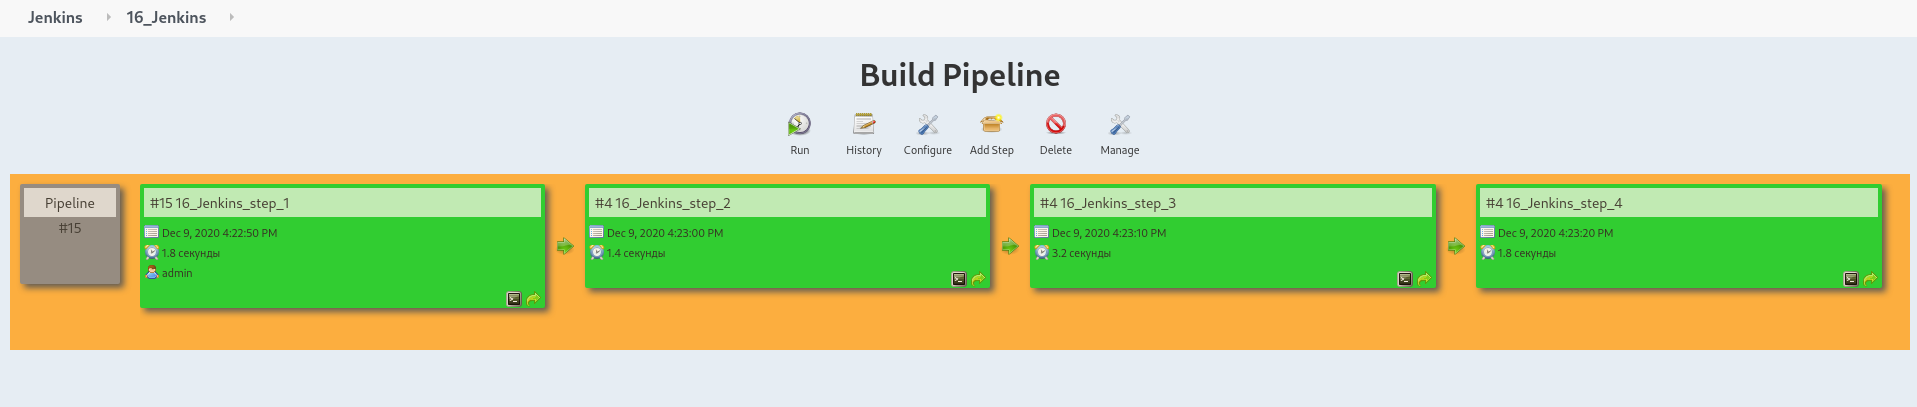 Jenkins 16_Jenkins
Build Pipeline
Run History Configure Add Step Delete Manage
Pipeline
#15
#15 16_Jenkins_step_1
Dec 9, 2020 4:22:50 PM
1.8 секунды
admin
#4 16_Jenkins_step_2
Dec 9, 2020 4:23:00 PM
1.4 секунды
#4 16_Jenkins_step_3
Dec 9, 2020 4:23:10 PM
3.2 секунды
#4 16_Jenkins_step_4
Dec 9, 2020 4:23:20 PM
1.8 секунды